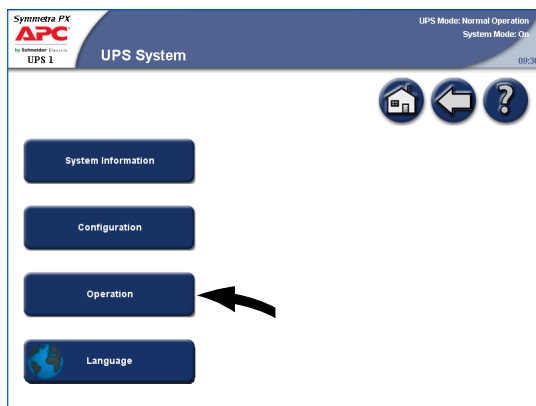 Symmetra PX
APC
by Schneider Electric
UPS 1
UPS System
UPS Mode: Normal Operation
System Mode: On
System Information
Configuration
Operation
Language